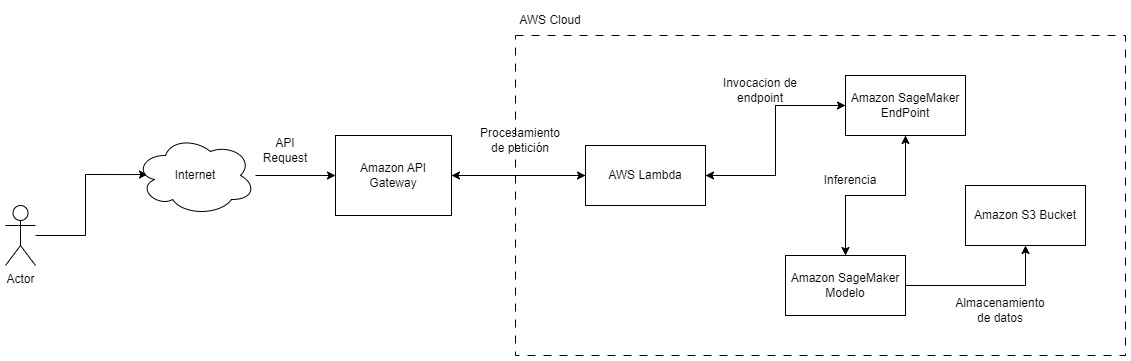 AWS Cloud
Invocacion de
endpoint
Amazon SageMaker
EndPoint
Procesamiento
de petición
API
Request
Internet
Amazon API
Gateway
AWS Lambda
Inferencia
Amazon S3 Bucket
Actor
Amazon SageMaker
Modelo
Almacenamiento
de datos